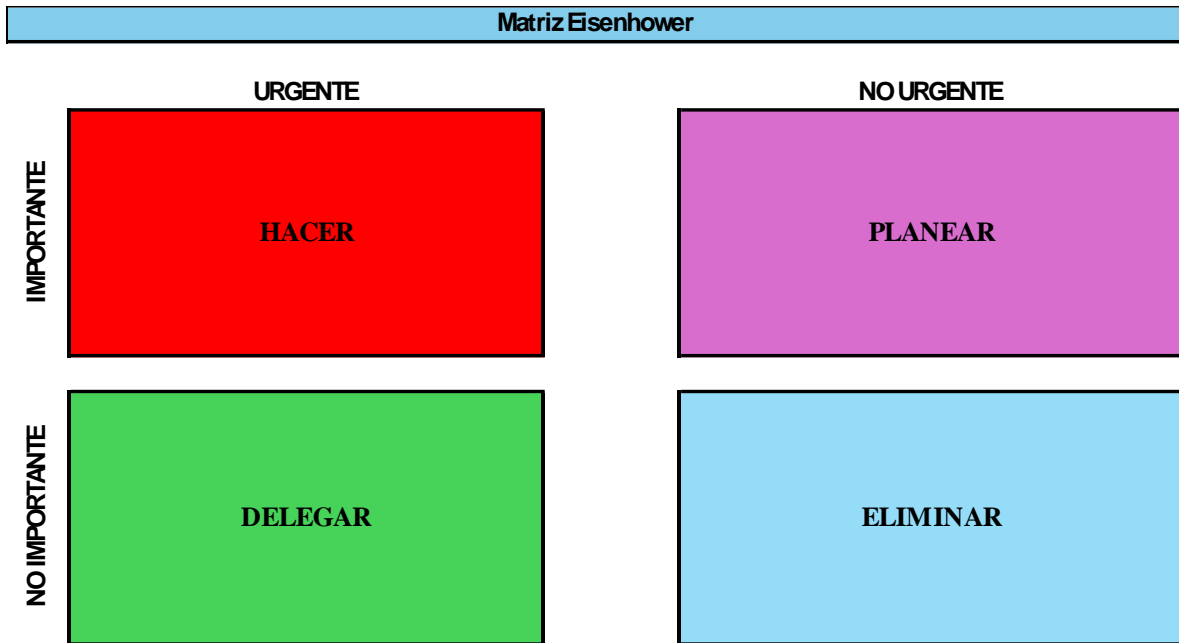 Matriz Eisenhower
URGENTE
NO URGENTE
IMPORTANTE
HACER
PLANEAR
NO IMPORTANTE
DELEGAR
ELIMINAR